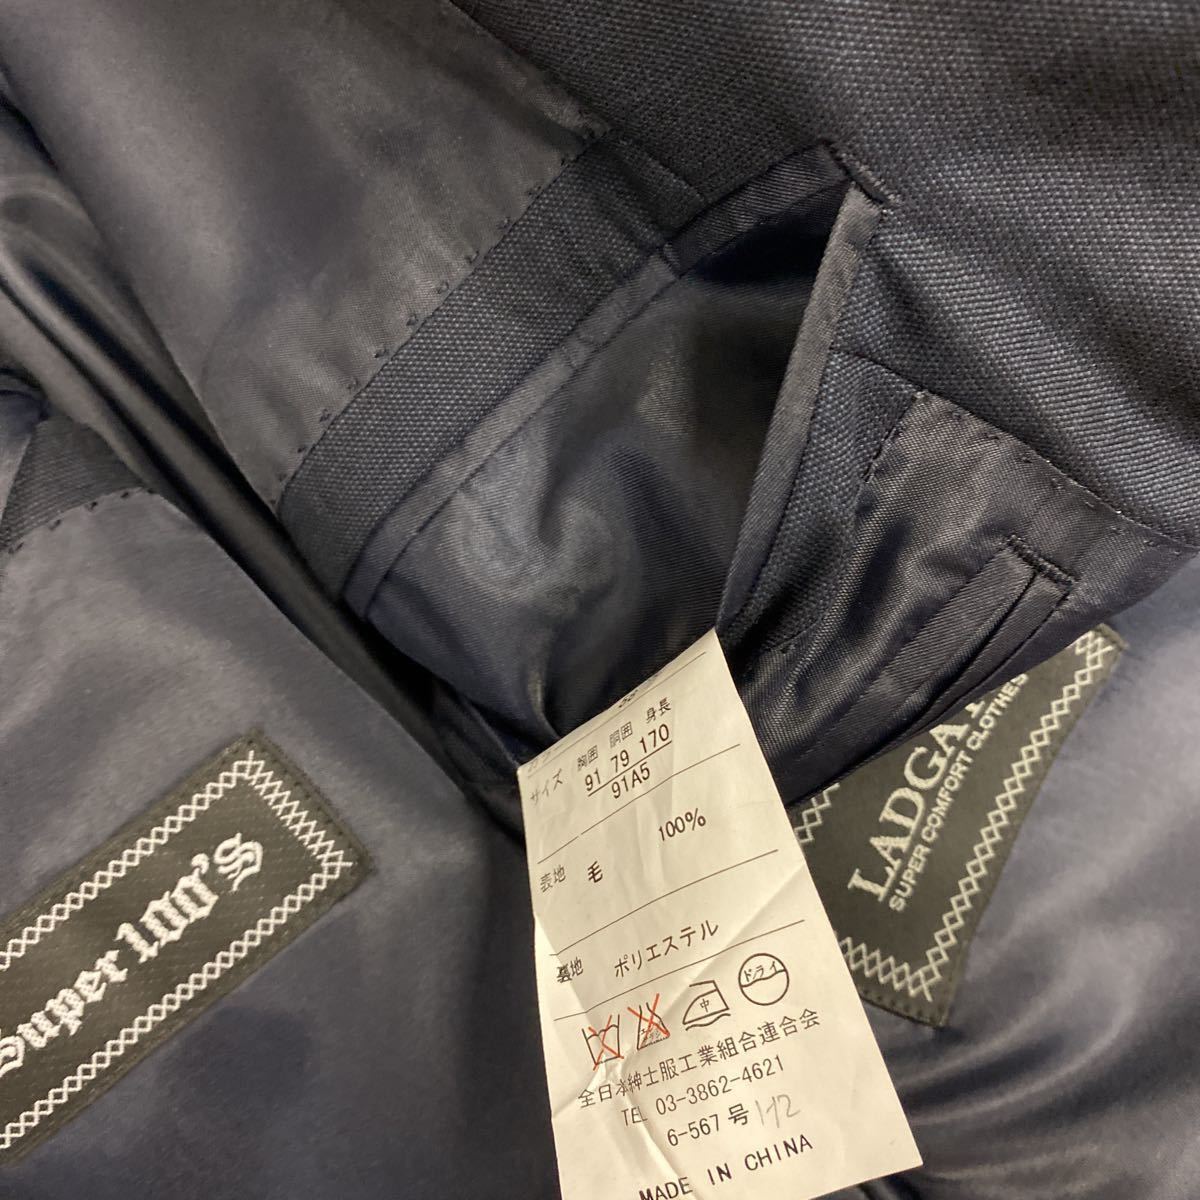 サイズ 胸囲 胴囲 身長
91 79 170
91A5
表地 毛 100%
裏地 ポリエステル
中 ドライ
全日本紳士服工業組合連合会
TEL 03-3862-4621
6-567号 112
MADE IN CHINA
Super 100's
SUPER COMFORT CLOTHES